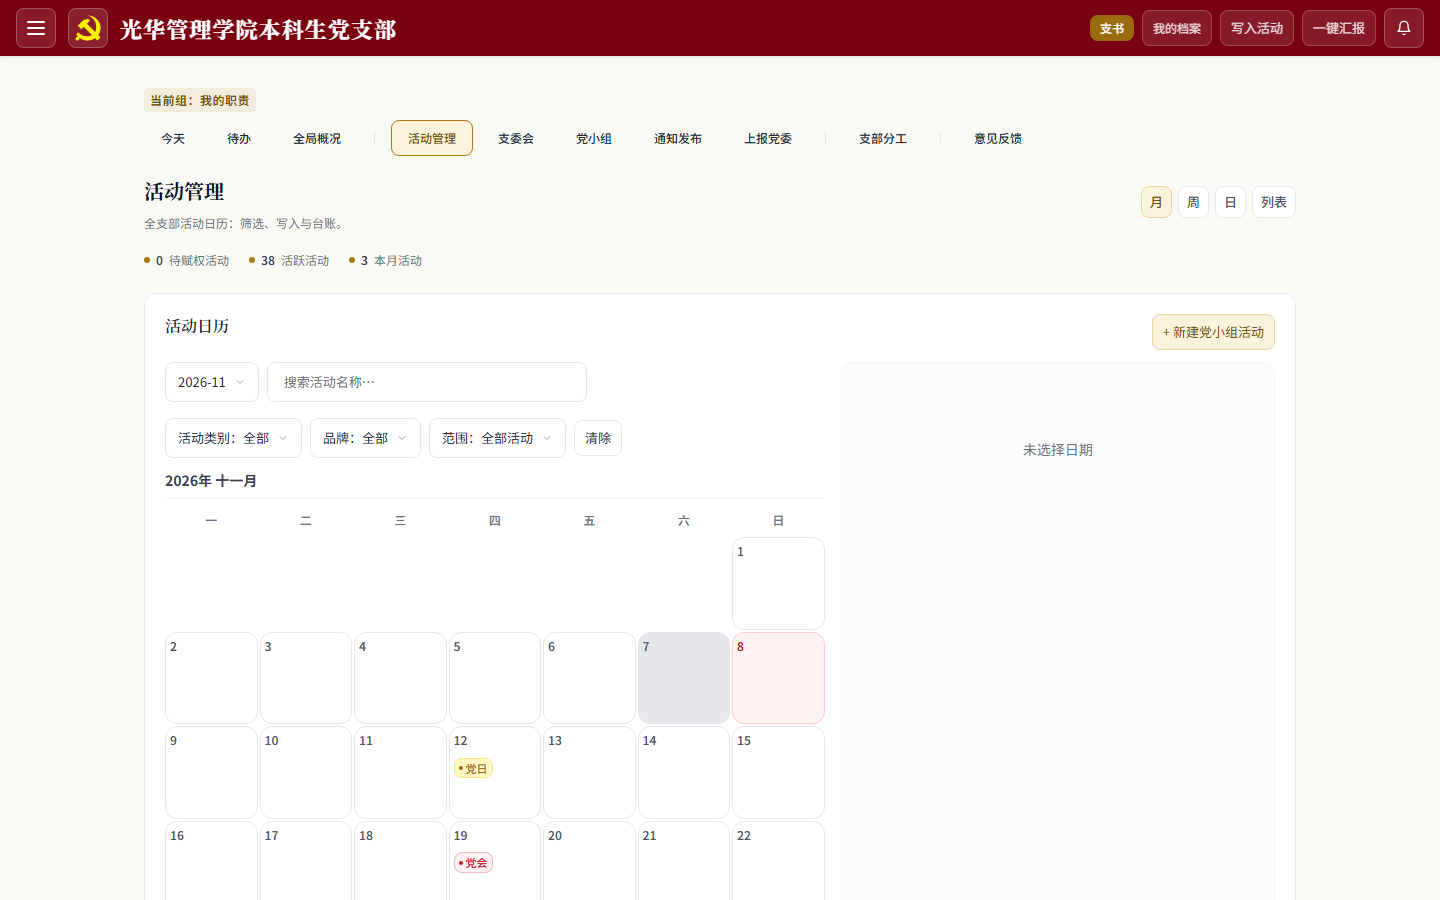 光华管理学院本科生党支部
支书 我的档案 写入活动 一键汇报
当前组：我的职责
今天 待办 全局概况 活动管理 支委会 党小组 通知发布 上报党委 支部分工 意见反馈
活动管理
月 周 日 列表
全支部活动日历：筛选、写入与台账。
0 待赋权活动 38 活跃活动 3 本月活动
活动日历
+ 新建党小组活动
2026-11 搜索活动名称…
活动类别：全部 品牌：全部 范围：全部活动 清除
未选择日期
2026年 十一月
一 二 三 四 五 六 日
1
2 3 4 5 6 7 8
9 10 11 12 13 14 15
党日
16 17 18 19 20 21 22
党会